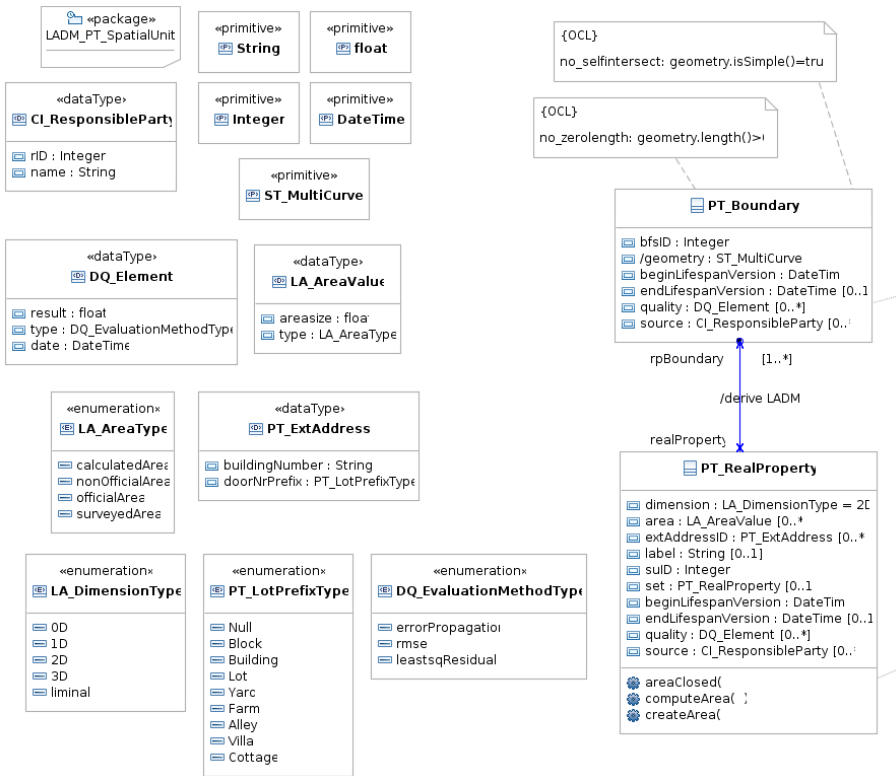 «package»
LADM_PT_SpatialUnit
«primitive»
String
«primitive»
float
«dataType»
CI_ResponsibleParty
rID : Integer
name : String
«primitive»
Integer
«primitive»
DateTime
«primitive»
ST_MultiCurve
{OCL}
no_selfintersect: geometry.isSimple()=tru
{OCL}
no_zerolength: geometry.length()>
PT_Boundary
bfsID : Integer
/geometry : ST_MultiCurve
beginLifespanVersion : DateTim
endLifespanVersion : DateTime [0..1
quality : DQ_Element [0..*]
source : CI_ResponsibleParty [0..
«dataType»
DQ_Element
result : float
type : DQ_EvaluationMethodType
date : DateTime
«dataType»
LA_AreaValue
areasize : floa
type : LA_AreaType
rpBoundary [1..*]
/derive LADM
realProperty
«enumeration»
LA_AreaType
calculatedArea
nonOfficialArea
officialArea
surveyedArea
«dataType»
PT_ExtAddress
buildingNumber : String
doorNrPrefix : PT_LotPrefixType
PT_RealProperty
dimension : LA_DimensionType = 2D
area : LA_AreaValue [0..*
extAddressID : PT_ExtAddress [0..*
label : String [0..1]
suID : Integer
set : PT_RealProperty [0..1
beginLifespanVersion : DateTim
endLifespanVersion : DateTime [0..1
quality : DQ_Element [0..*]
source : CI_ResponsibleParty [0..
areaClosed(
computeArea( )
createArea(
«enumeration»
LA_DimensionType
0D
1D
2D
3D
liminal
«enumeration»
PT_LotPrefixType
Null
Block
Building
Lot
Yard
Farm
Alley
Villa
Cottage
«enumeration»
DQ_EvaluationMethodType
errorPropagation
rmse
leastsqResidual